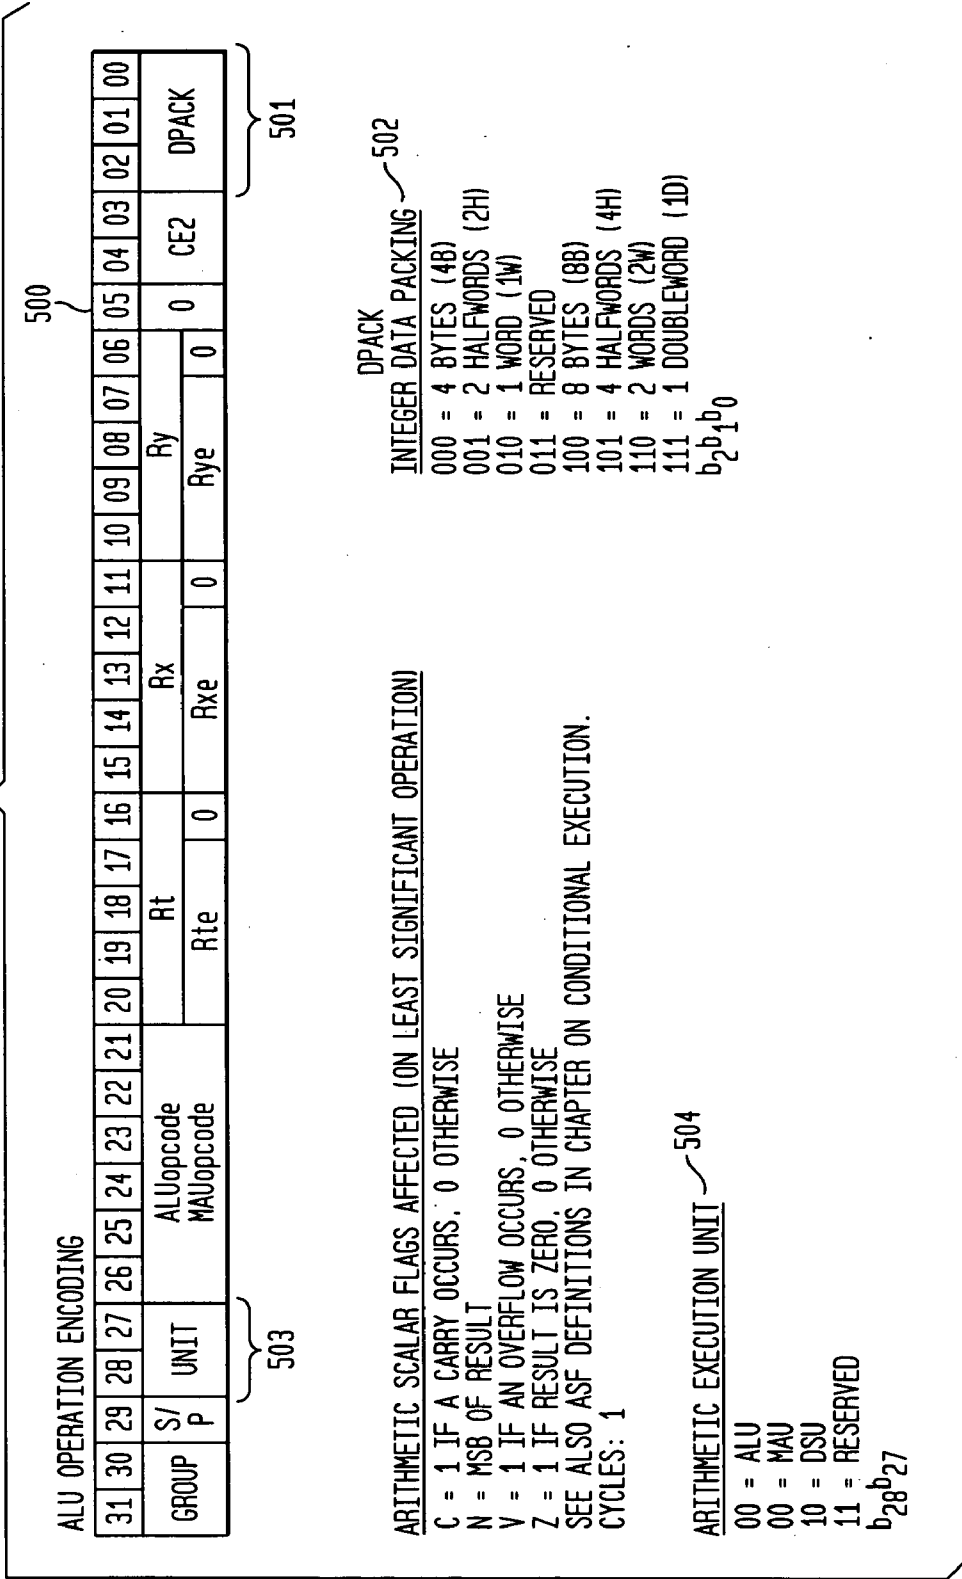 ALU OPERATION ENCODING
500
31 30 29 28 27 26 25 24 23 22 21 20 19 18 17 16 15 14 13 12 11 10 09 08 07 06 05 04 03 02 01 00
GROUP S/P UNIT ALUopcode Rt Rx Ry 0 CE2 DPACK
MAUopcode Rte 0 Rxe 0 Rye 0
503 501
ARITHMETIC SCALAR FLAGS AFFECTED (ON LEAST SIGNIFICANT OPERATION)
C = 1 IF A CARRY OCCURS, 0 OTHERWISE
N = MSB OF RESULT
V = 1 IF AN OVERFLOW OCCURS, 0 OTHERWISE
Z = 1 IF RESULT IS ZERO, 0 OTHERWISE
SEE ALSO ASF DEFINITIONS IN CHAPTER ON CONDITIONAL EXECUTION.
CYCLES: 1
DPACK
INTEGER DATA PACKING 502
000 = 4 BYTES (4B)
001 = 2 HALFWORDS (2H)
010 = 1 WORD (1W)
011 = RESERVED
100 = 8 BYTES (8B)
101 = 4 HALFWORDS (4H)
110 = 2 WORDS (2W)
111 = 1 DOUBLEWORD (1D)
b2b1b0
ARITHMETIC EXECUTION UNIT 504
00 = ALU
00 = MAU
10 = DSU
11 = RESERVED
b28b27